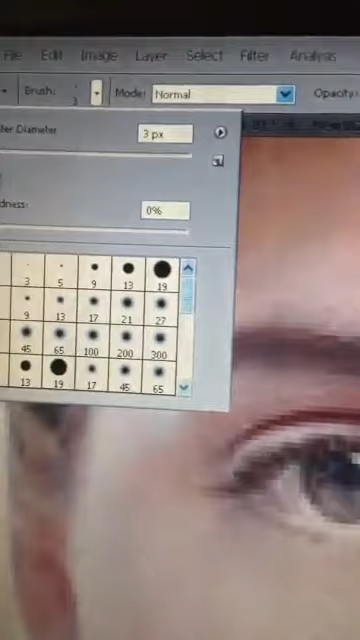 File Edit Image Layer Select Filter Analysis
Brush: 3 Mode: Normal Opacity:
ter Diameter 3 px
dness: 0%
3 5 9 13 19
9 13 17 21 27
45 65 100 200 300
13 19 17 45 65